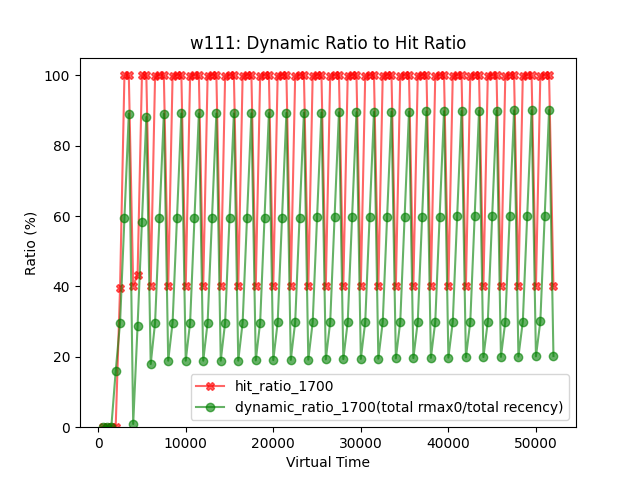 w111: Dynamic Ratio to Hit Ratio
Ratio (%)
100
80
60
40
20
0
hit_ratio_1700
dynamic_ratio_1700(total rmax0/total recency)
0
10000
20000
30000
40000
50000
Virtual Time